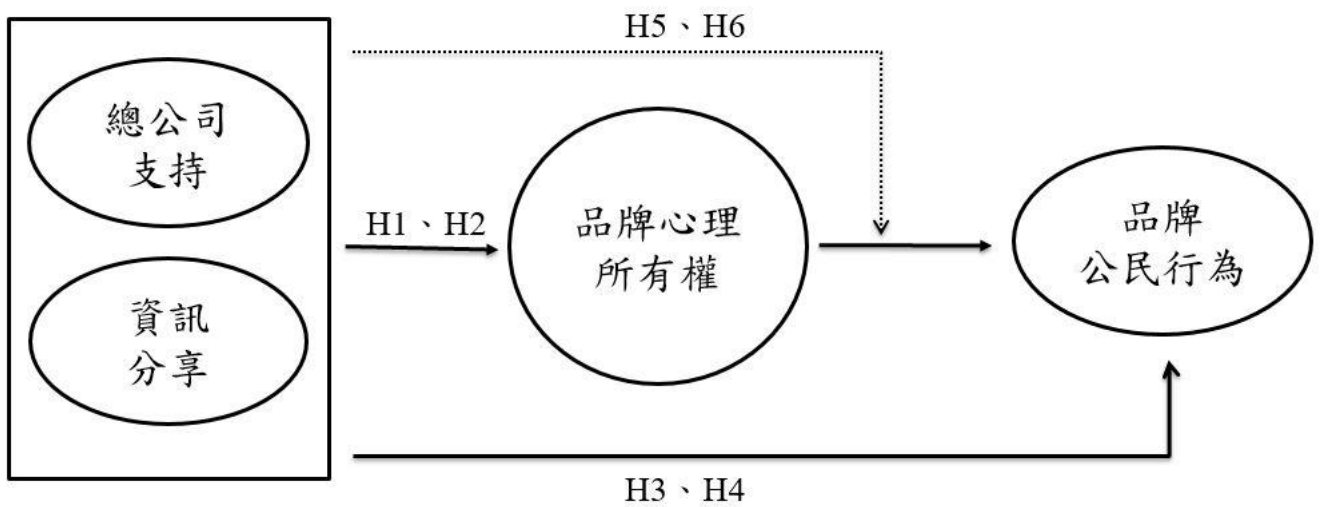 H5、H6
總公司
支持
H1、H2
品牌心理
所有權
品牌
公民行為
資訊
分享
H3、H4